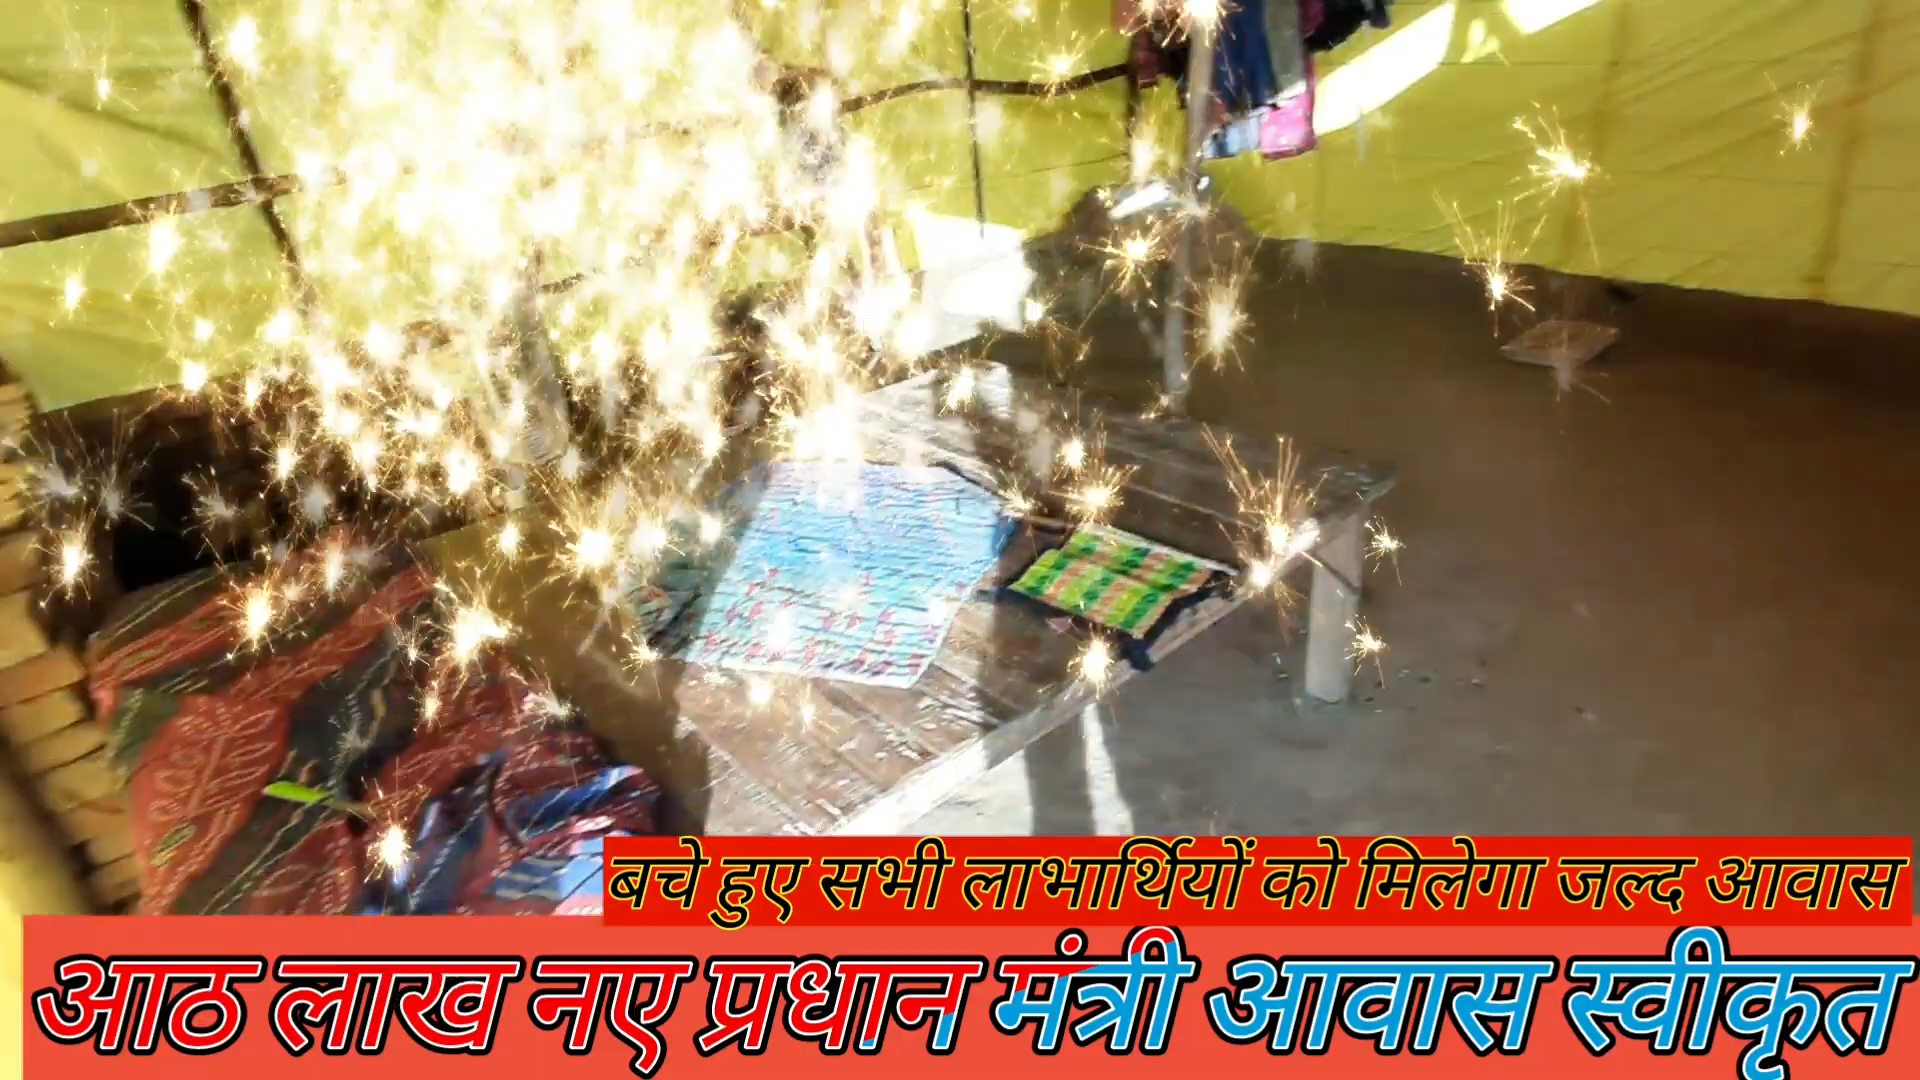 बचे हुए सभी लाभार्थियों को मिलेगा जल्द आवास
आठ लाख नए प्रधान मंत्री आवास स्वीकृत